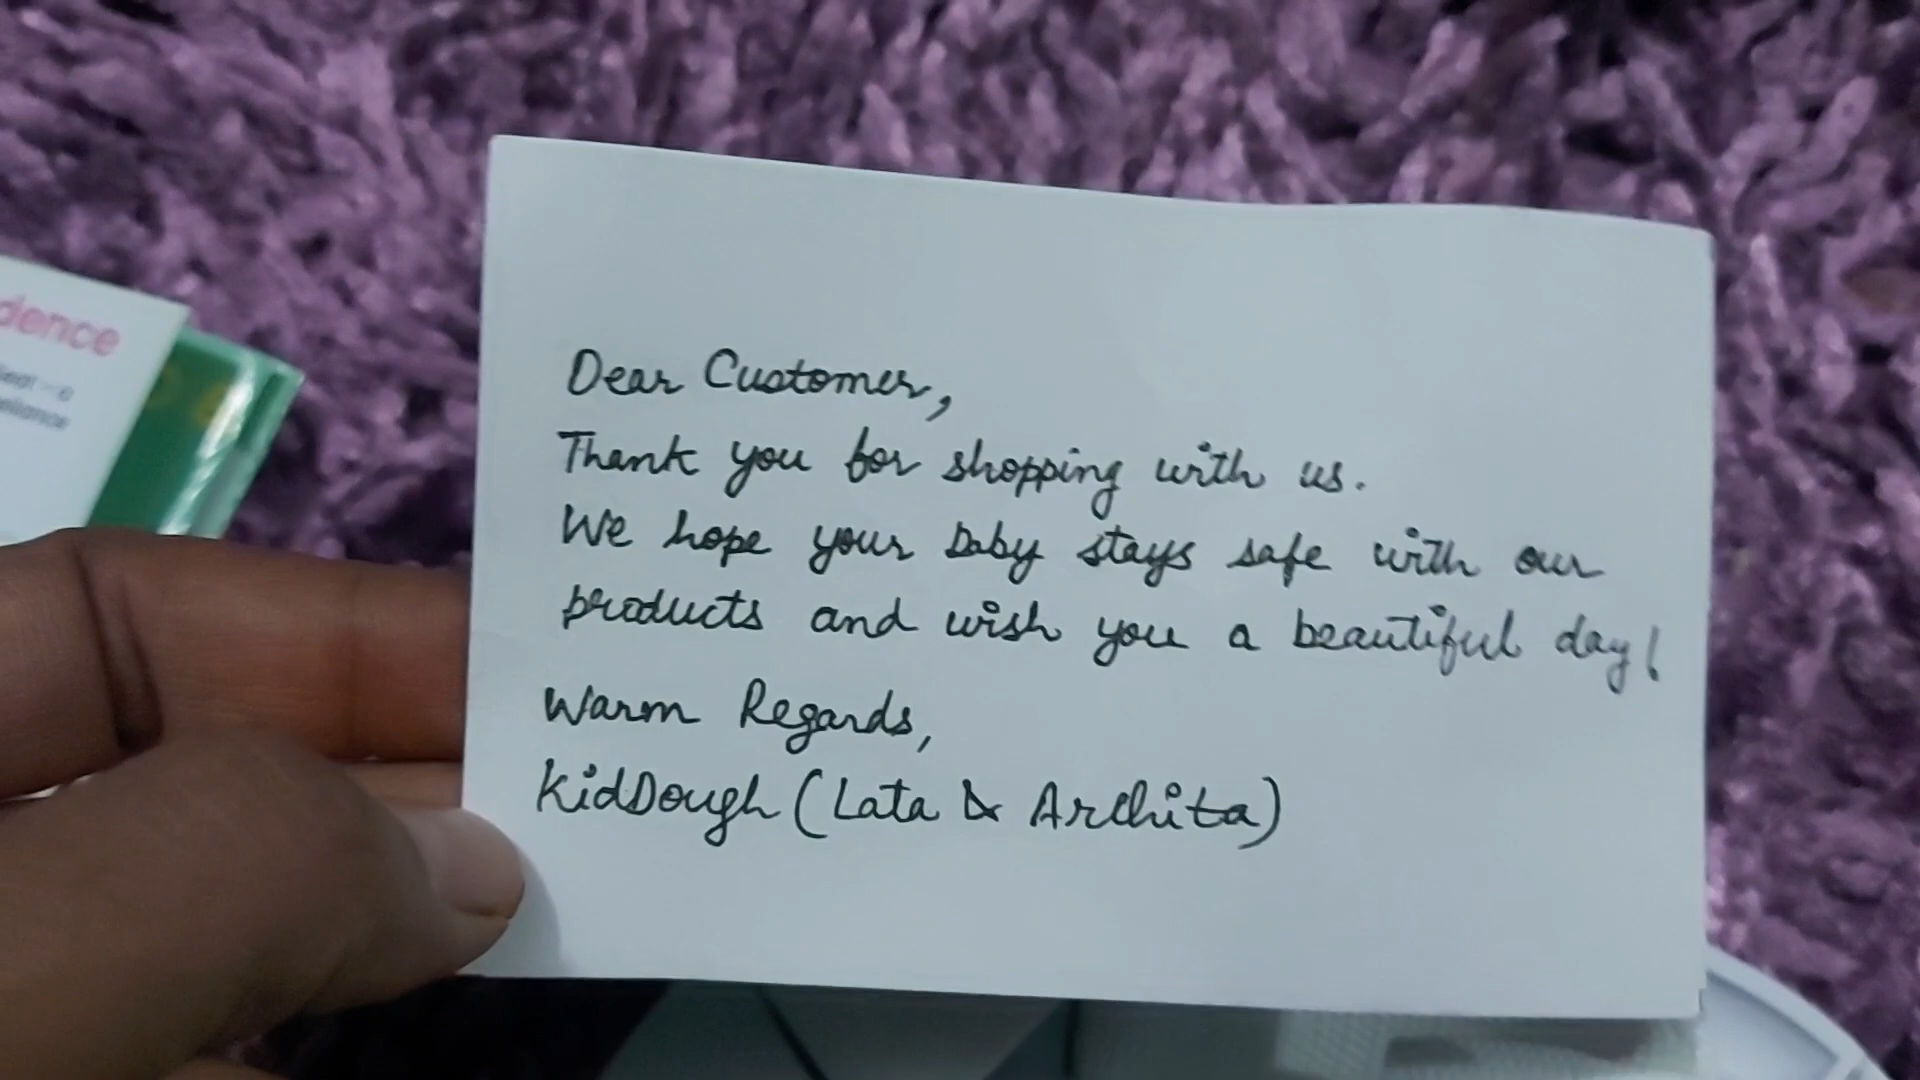 dence
Dear Customer,
Thank you for shopping with us.
We hope your baby stays safe with our
products and wish you a beautiful day!
Warm Regards,
KidDough (Lata & Archita)